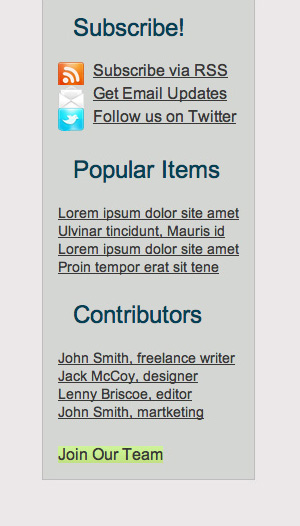 Subscribe!
Subscribe via RSS
Get Email Updates
Follow us on Twitter
Popular Items
Lorem ipsum dolor site amet
Ulvinar tincidunt, Mauris id
Lorem ipsum dolor site amet
Proin tempor erat sit tene
Contributors
John Smith, freelance writer
Jack McCoy, designer
Lenny Briscoe, editor
John Smith, martketing
Join Our Team